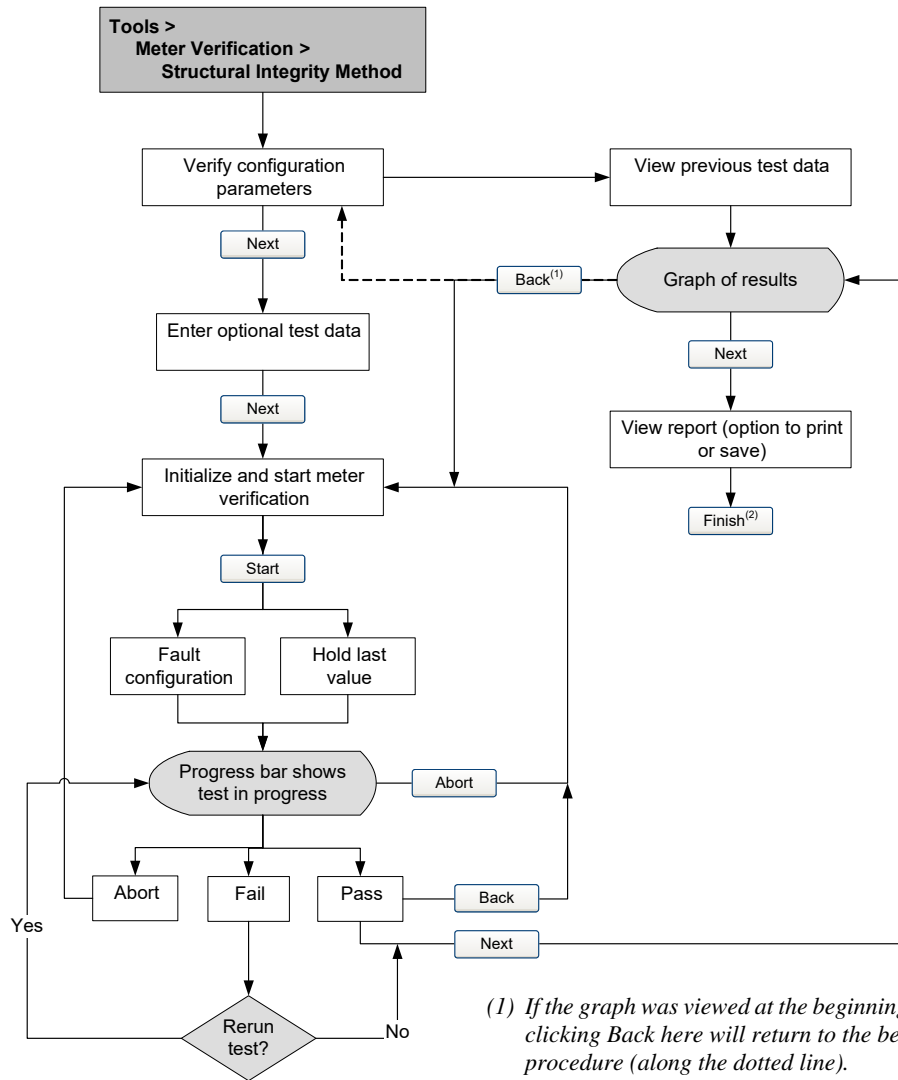 Tools >
Meter Verification >
Structural Integrity Method
Verify configuration
parameters
View previous test data
Next
Back(1)
Graph of results
Enter optional test data
Next
Next
View report (option to print
or save)
Initialize and start meter
verification
Finish(2)
Start
Fault
configuration
Hold last
value
Progress bar shows
test in progress
Abort
Abort
Fail
Pass
Back
Yes
Next
Rerun
test?
No
(1) If the graph was viewed at the beginning
clicking Back here will return to the be
procedure (along the dotted line).